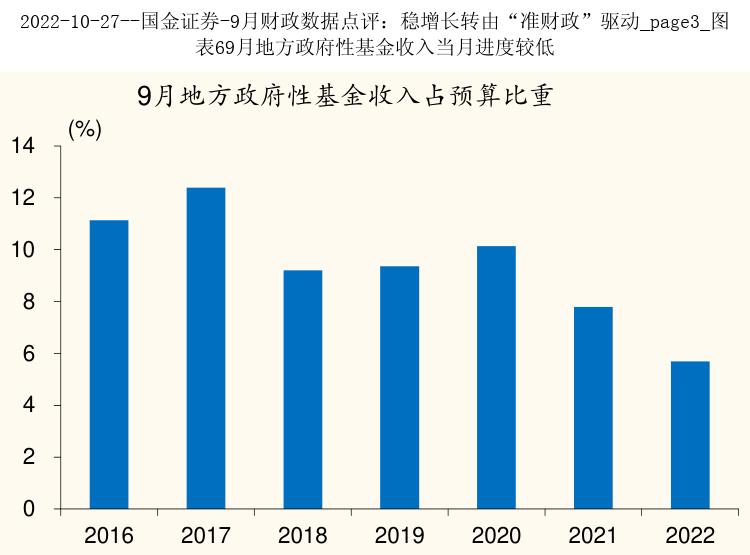 2022-10-27--国金证券-9月财政数据点评：稳增长转由“准财政”驱动_page3_图
表69月地方政府性基金收入当月进度较低
9月地方政府性基金收入占预算比重
(%)
14
12
10
8
6
4
2
0
2016 2017 2018 2019 2020 2021 2022